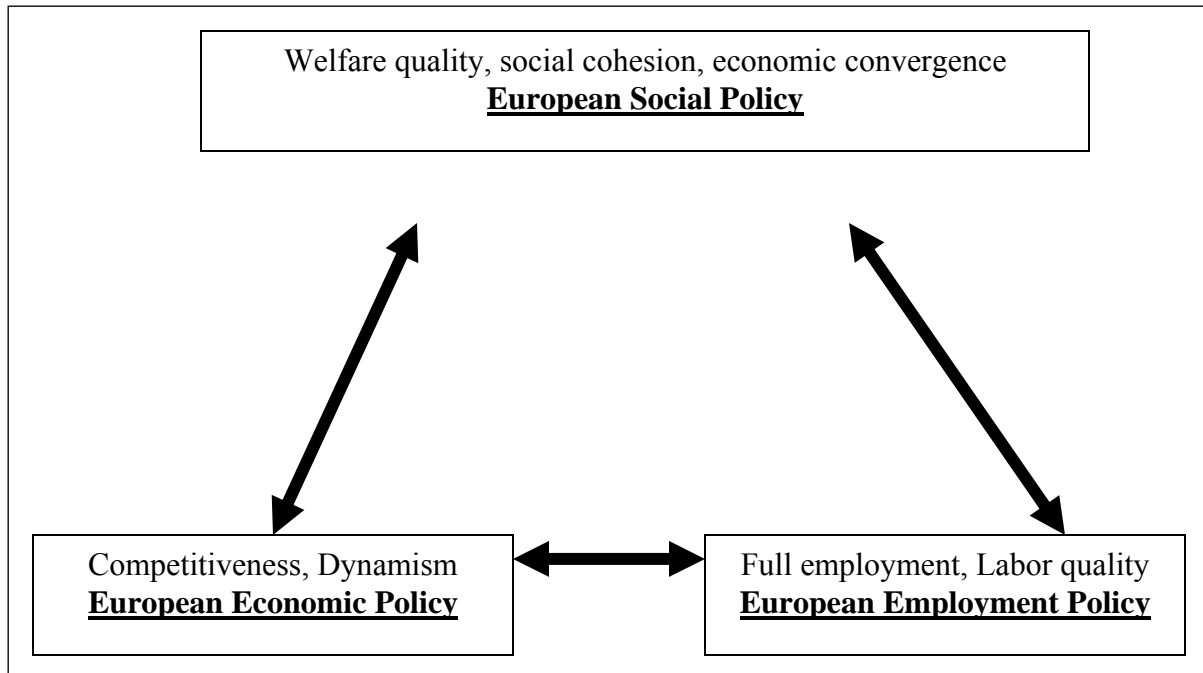 Welfare quality, social cohesion, economic convergence
European Social Policy
Competitiveness, Dynamism
European Economic Policy
Full employment, Labor quality
European Employment Policy